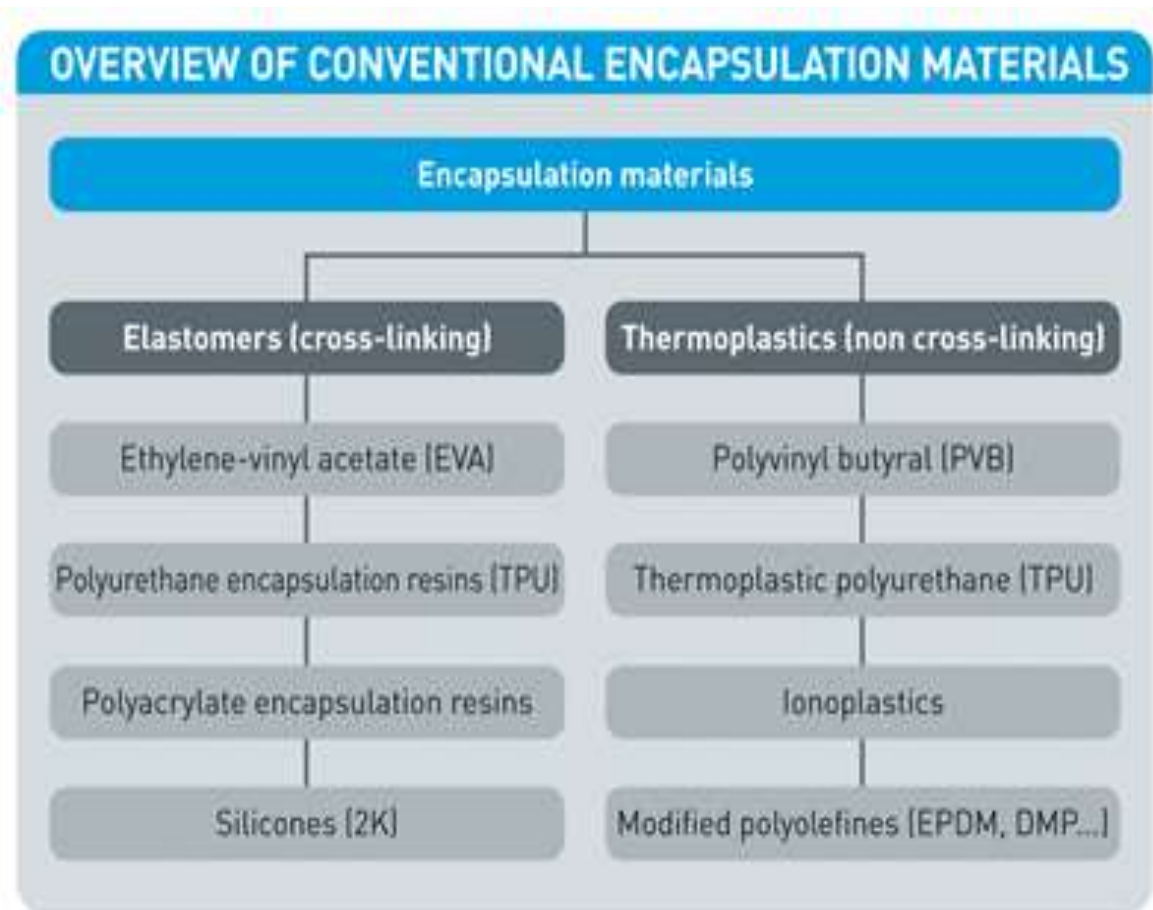 OVERVIEW OF CONVENTIONAL ENCAPSULATION MATERIALS
Encapsulation materials
Elastomers (cross-linking)
Ethylene-vinyl acetate (EVA)
Polyurethane encapsulation resins (TPU)
Polyacrylate encapsulation resins
Silicones (2K)
Thermoplastics (non cross-linking)
Polyvinyl butyral (PVB)
Thermoplastic polyurethane (TPU)
Ionoplastics
Modified polyolefines (EPDM, DMP...)